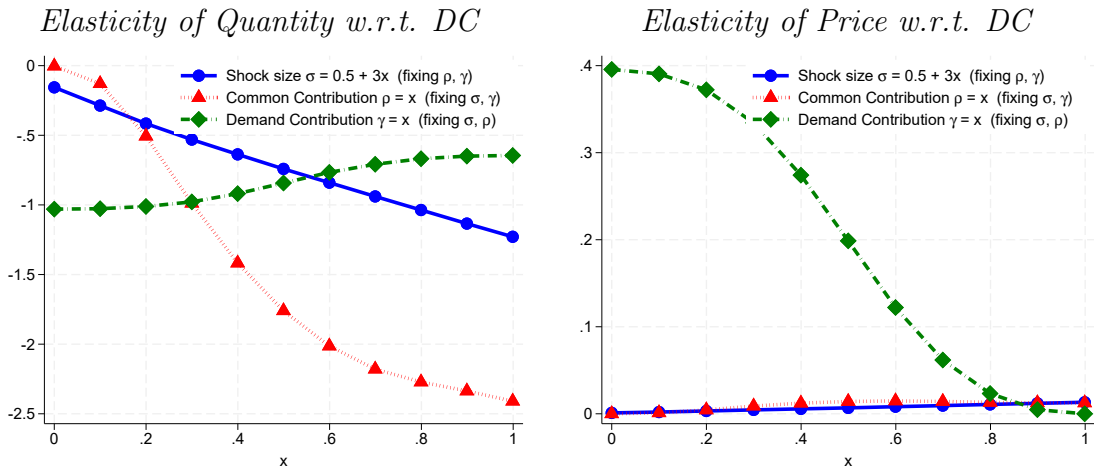 Elasticity of Quantity w.r.t. DC
0
-.5
-1
-1.5
-2
-2.5
Shock size σ = 0.5 + 3x (fixing ρ, γ)
Common Contribution ρ = x (fixing σ, γ)
Demand Contribution γ = x (fixing σ, ρ)
0 .2 .4 .6 .8 1
x
Elasticity of Price w.r.t. DC
.4
.3
.2
.1
0
Shock size σ = 0.5 + 3x (fixing ρ, γ)
Common Contribution ρ = x (fixing σ, γ)
Demand Contribution γ = x (fixing σ, ρ)
0 .2 .4 .6 .8 1
x